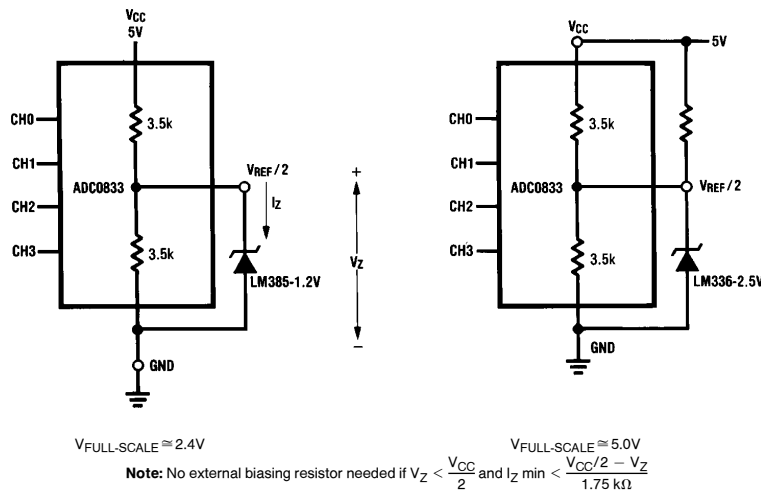 VCC
5V
CH0
CH1
CH2
CH3
3.5k
ADC0833
3.5k
VREF/2
IZ
LM385-1.2V
GND
+
VZ
−
VFULL-SCALE ≅ 2.4V
VCC
5V
CH0
CH1
CH2
CH3
3.5k
ADC0833
3.5k
VREF/2
LM336-2.5V
GND
VFULL-SCALE ≅ 5.0V
Note: No external biasing resistor needed if VZ < VCC/2 and IZ min < (VCC/2 − VZ)/1.75 kΩ